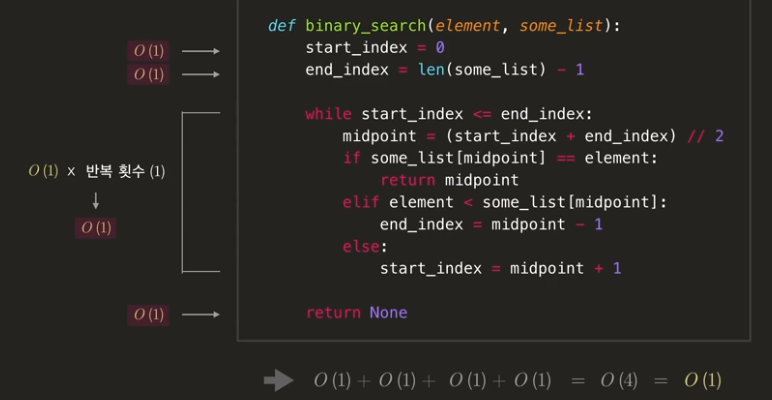 def binary_search(element, some_list):
O(1) start_index = 0
O(1) end_index = len(some_list) - 1
while start_index <= end_index:
midpoint = (start_index + end_index) // 2
if some_list[midpoint] == element:
O(1) x 반복 횟수 (1) return midpoint
elif element < some_list[midpoint]:
O(1) end_index = midpoint - 1
else:
start_index = midpoint + 1
O(1) return None
O(1) + O(1) + O(1) + O(1) = O(4) = O(1)